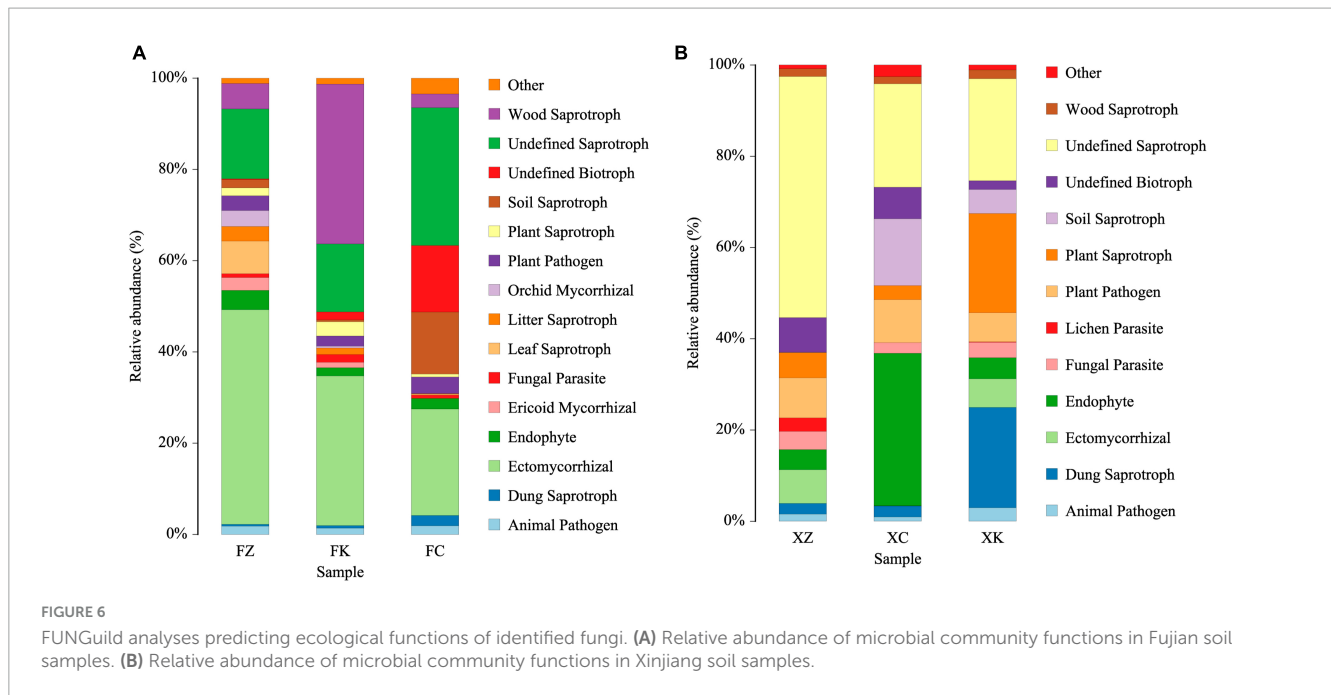 A
Relative abundance (%)
100%
80%
60%
40%
20%
0%
FZ
FK
FC
Sample
Other
Wood Saprotroph
Undefined Saprotroph
Undefined Biotroph
Soil Saprotroph
Plant Saprotroph
Plant Pathogen
Orchid Mycorrhizal
Litter Saprotroph
Leaf Saprotroph
Fungal Parasite
Ericoid Mycorrhizal
Endophyte
Ectomycorrhizal
Dung Saprotroph
Animal Pathogen
B
Relative abundance (%)
100%
80%
60%
40%
20%
0%
XZ
XC
XK
Sample
Other
Wood Saprotroph
Undefined Saprotroph
Undefined Biotroph
Soil Saprotroph
Plant Saprotroph
Plant Pathogen
Lichen Parasite
Fungal Parasite
Endophyte
Ectomycorrhizal
Dung Saprotroph
Animal Pathogen
FIGURE 6
FUNGuild analyses predicting ecological functions of identified fungi. (A) Relative abundance of microbial community functions in Fujian soil
samples. (B) Relative abundance of microbial community functions in Xinjiang soil samples.